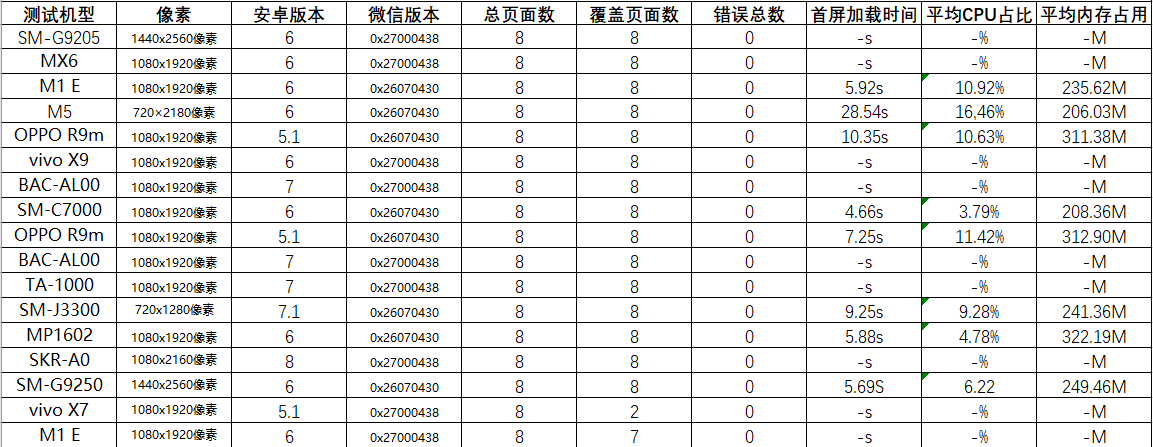 测试机型 像素 安卓版本 微信版本 总页面数 覆盖页面数 错误总数 首屏加载时间 平均CPU占比 平均内存占用
SM-G9205 1440x2560像素 6 0x27000438 8 8 0 -s -% -M
MX6 1080x1920像素 6 0x27000438 8 8 0 -s -% -M
M1 E 1080x1920像素 6 0x26070430 8 8 0 5.92s 10.92% 235.62M
M5 720×2180像素 6 0x26070430 8 8 0 28.54s 16,46% 206.03M
OPPO R9m 1080x1920像素 5.1 0x26070430 8 8 0 10.35s 10.63% 311.38M
vivo X9 1080x1920像素 6 0x27000438 8 8 0 -s -% -M
BAC-AL00 1080x1920像素 7 0x27000438 8 8 0 -s -% -M
SM-C7000 1080x1920像素 6 0x26070430 8 8 0 4.66s 3.79% 208.36M
OPPO R9m 1080x1920像素 5.1 0x26070430 8 8 0 7.25s 11.42% 312.90M
BAC-AL00 1080x1920像素 7 0x27000438 8 8 0 -s -% -M
TA-1000 1080x1920像素 7 0x27000438 8 8 0 -s -% -M
SM-J3300 720x1280像素 7.1 0x26070430 8 8 0 9.25s 9.28% 241.36M
MP1602 1080x1920像素 6 0x26070430 8 8 0 5.88s 4.78% 322.19M
SKR-A0 1080x2160像素 8 0x27000438 8 8 0 -s -% -M
SM-G9250 1440x2560像素 6 0x26070430 8 8 0 5.69S 6.22 249.46M
vivo X7 1080x1920像素 5.1 0x27000438 8 2 0 -s -% -M
M1 E 1080x1920像素 6 0x27000438 8 7 0 -s -% -M